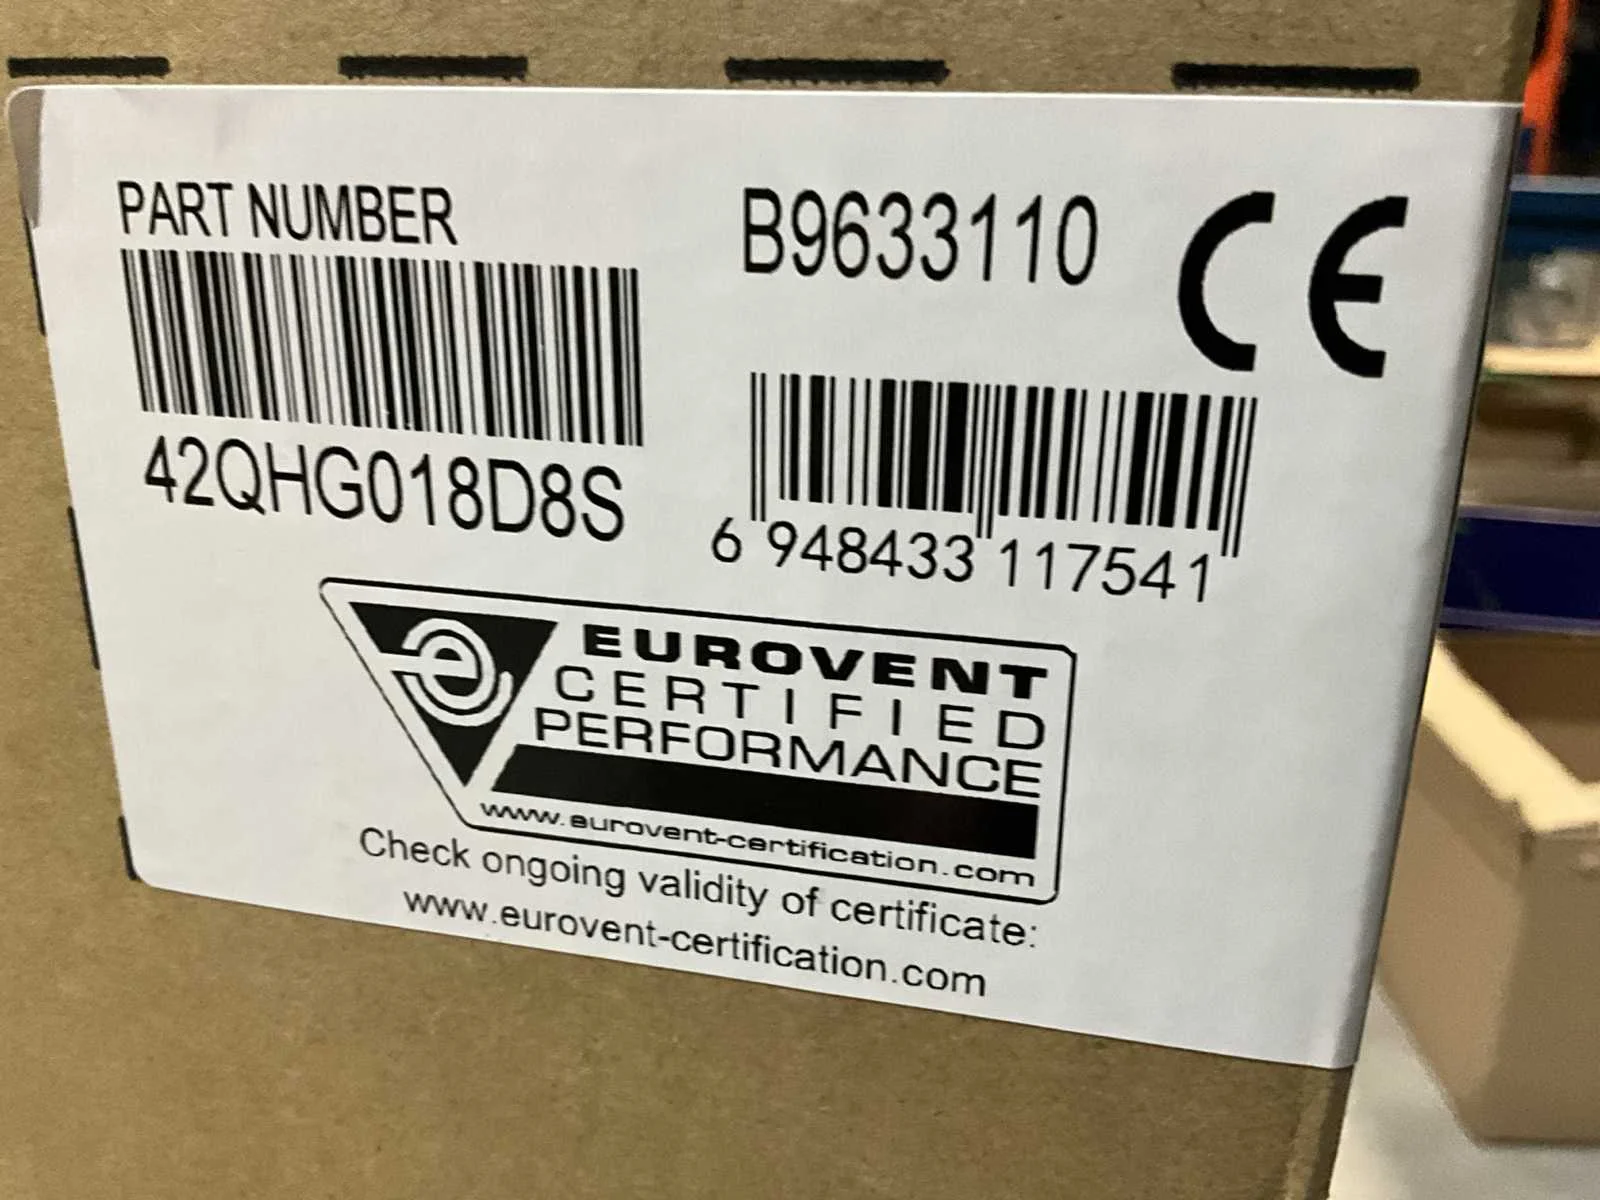 PART NUMBER
42QHG018D8S
B9633110
CE
6 948433 117541
EUROVENT
CERTIFIED
PERFORMANCE
www.eurovent-certification.com
Check ongoing validity of certificate:
www.eurovent-certification.com